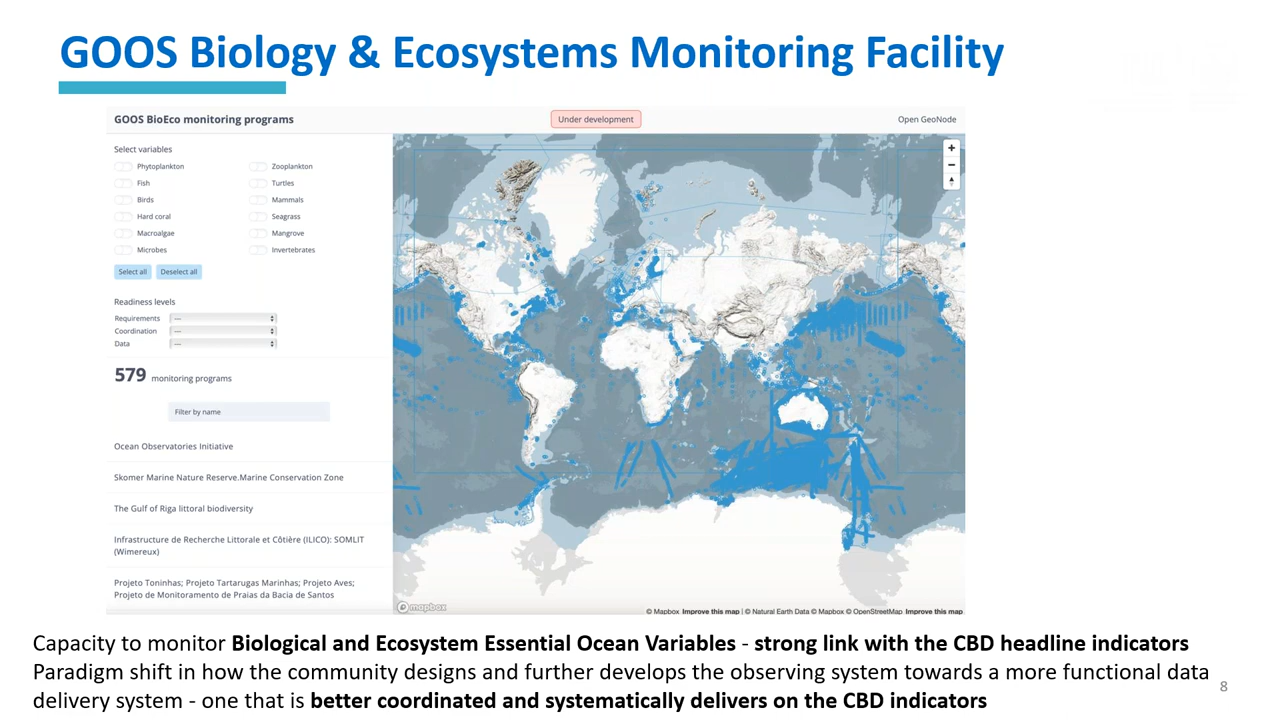 GOOS Biology & Ecosystems Monitoring Facility
GOOS BioEco monitoring programs
Under development
Open GeoNode
Select variables
Phytoplankton
Zooplankton
Fish
Turtles
Birds
Mammals
Hard coral
Seagrass
Macroalgae
Mangrove
Microbes
Invertebrates
Select all
Deselect all
Readiness levels
Requirements ---
Coordination ---
Data ---
579 monitoring programs
Filter by name
Ocean Observatories Initiative
Skomer Marine Nature Reserve.Marine Conservation Zone
The Gulf of Riga littoral biodiversity
Infrastructure de Recherche Littorale et Côtière (ILICO): SOMLIT
(Wimereux)
Projeto Toninhas; Projeto Tartarugas Marinhas; Projeto Aves;
Projeto de Monitoramento de Praias da Bacia de Santos
mapbox
© Mapbox Improve this map | © Natural Earth Data © Mapbox © OpenStreetMap Improve this map
Capacity to monitor Biological and Ecosystem Essential Ocean Variables - strong link with the CBD headline indicators
Paradigm shift in how the community designs and further develops the observing system towards a more functional data
delivery system - one that is better coordinated and systematically delivers on the CBD indicators
8